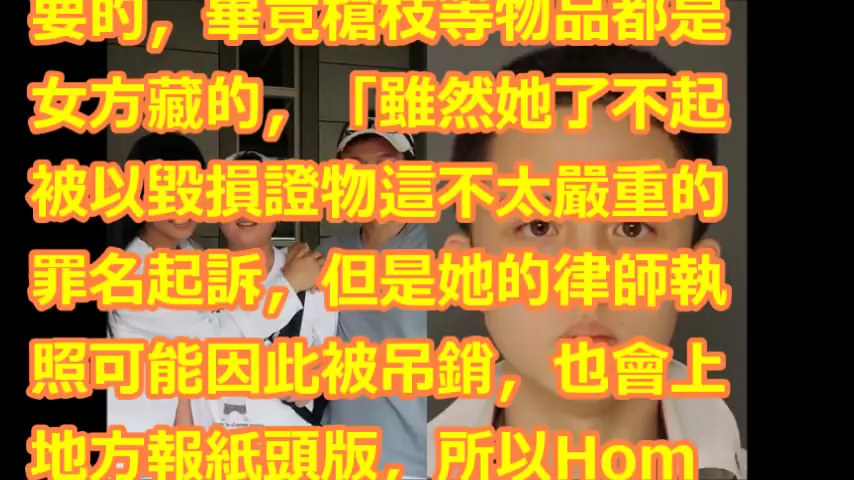 要的，畢竟槍枝等物品都是
女方藏的，「雖然她了不起
被以毀損證物這不太嚴重的
罪名起訴，但是她的律師執
照可能因此被吊銷，也會上
地方報紙頭版，所以Hom